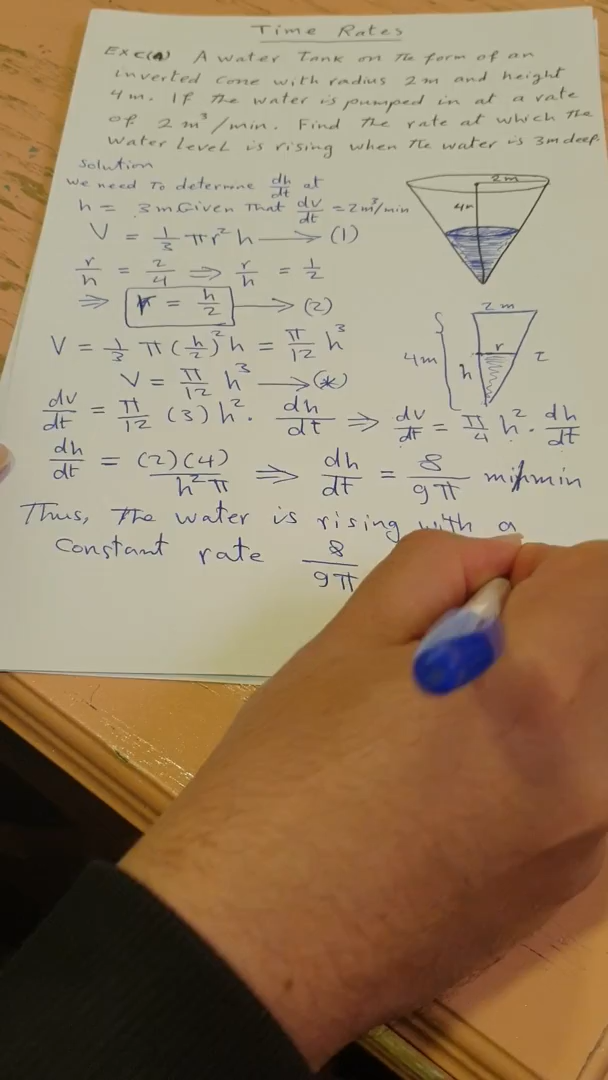 Time Rates
Exc(1) A water Tank on the form of an
inverted cone with radius 2m and height
4m. If the water is pumped in at a rate
of 2 m³/min. Find the rate at which the
water level is rising when the water is 3m deep.
Solution
we need To determine dh/dt at
h = 3m Given That dv/dt = 2m³/min
V = 1/3 πr²h → (1)
r/h = 2/4 ⇒ r/h = 1/2
⇒ r = h/2 → (2)
V = 1/3 π (h/2)² h = π/12 h³
V = π/12 h³ → (*)
dv/dt = π/12 (3) h² · dh/dt ⇒ dv/dt = π/4 h² · dh/dt
dh/dt = (2)(4)/h²π ⇒ dh/dt = 8/9π m/min
Thus, The water is rising with a
constant rate 8/9π
2m
4m
2m
4m
r
h